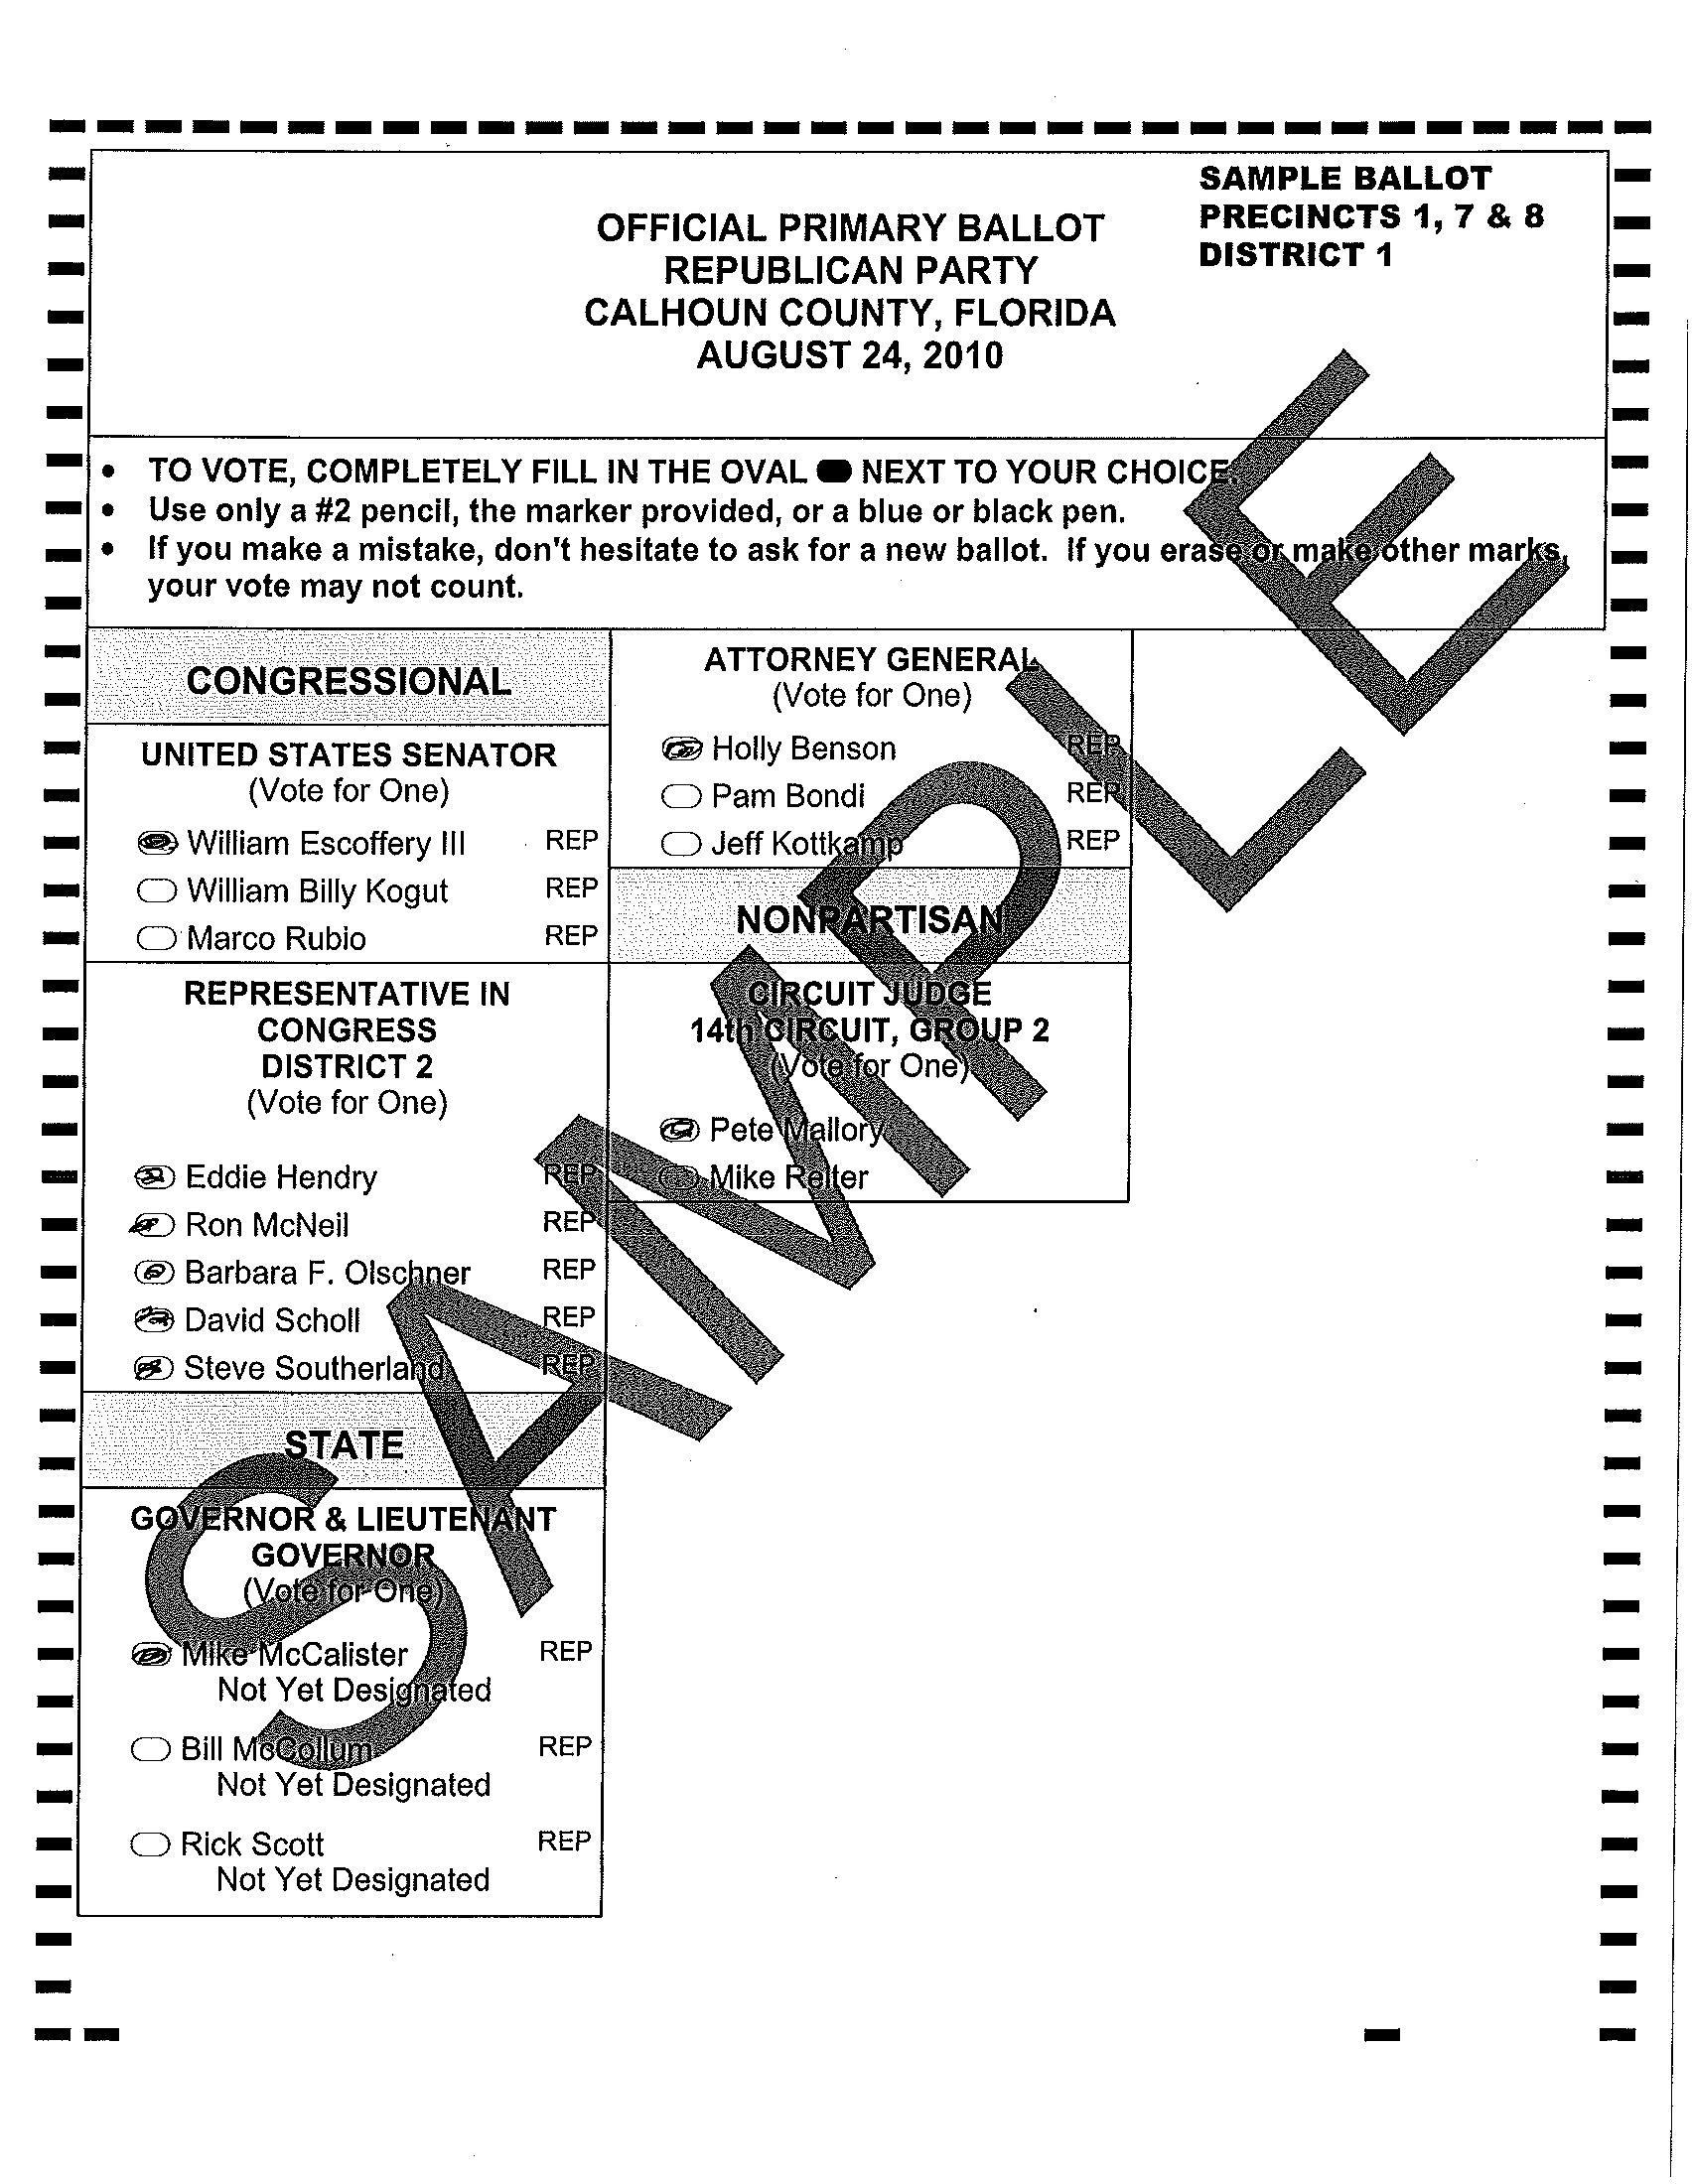 SAMPLE BALLOT
PRECINCTS 1, 7 & 8
DISTRICT 1
OFFICIAL PRIMARY BALLOT
REPUBLICAN PARTY
CALHOUN COUNTY, FLORIDA
AUGUST 24, 2010
• TO VOTE, COMPLETELY FILL IN THE OVAL NEXT TO YOUR CHOICE.
• Use only a #2 pencil, the marker provided, or a blue or black pen.
• If you make a mistake, don't hesitate to ask for a new ballot. If you erase or make other marks,
your vote may not count.
CONGRESSIONAL
UNITED STATES SENATOR
(Vote for One)
William Escoffery III REP
William Billy Kogut REP
Marco Rubio REP
REPRESENTATIVE IN
CONGRESS
DISTRICT 2
(Vote for One)
Eddie Hendry REP
Ron McNeil REP
Barbara F. Olschner REP
David Scholl REP
Steve Southerland REP
STATE
GOVERNOR & LIEUTENANT
GOVERNOR
(Vote for One)
Mike McCalister REP
Not Yet Designated
Bill McCollum REP
Not Yet Designated
Rick Scott REP
Not Yet Designated
ATTORNEY GENERAL
(Vote for One)
Holly Benson REP
Pam Bondi REP
Jeff Kottkamp REP
NONPARTISAN
CIRCUIT JUDGE
14th CIRCUIT, GROUP 2
(Vote for One)
Pete Mallory
Mike Reiter
SAMPLE